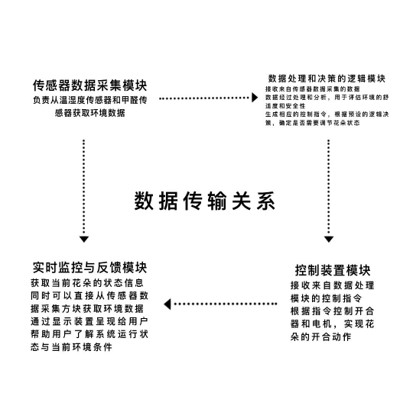 传感器数据采集模块
负责从温湿度传感器和甲醛传
感器获取环境数据
数据处理和决策的逻辑模块
接收来自传感器数据采集的数据
数据经过处理和分析，用于评估环境的舒
适度和安全性
生成相应的控制指令，根据预设的逻辑决
策，确定是否需要调节花朵状态
数据传输关系
实时监控与反馈模块
获取当前花朵的状态信息
同时可以直接从传感器数
据采集方块获取环境数据
通过显示装置呈现给用户
帮助用户了解系统运行状
态与当前环境条件
控制装置模块
接收来自数据处理
模块的控制指令
根据指令控制开合
器和电机，实现花
朵的开合动作